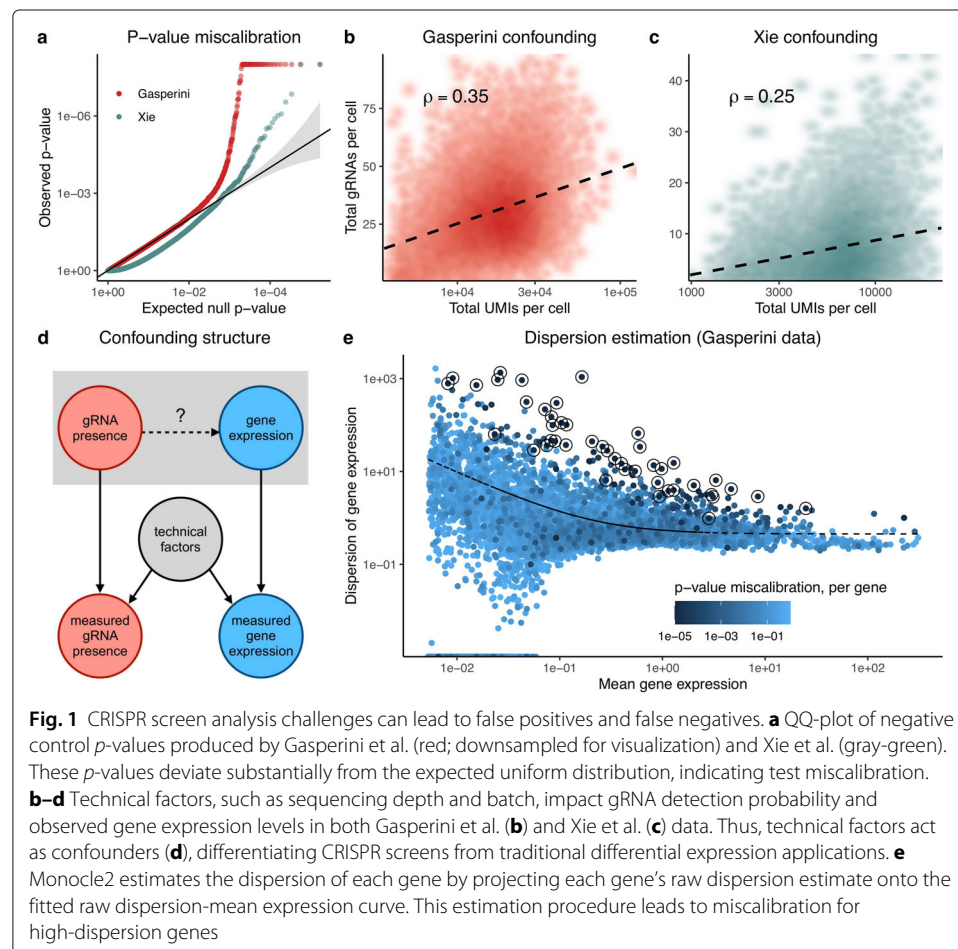 a
P-value miscalibration
Gasperini
Xie
1e-06
1e-03
1e+00
Observed p-value
1e+00
1e-02
1e-04
Expected null p-value
b
Gasperini confounding
ρ = 0.35
75
50
25
Total gRNAs per cell
1e+04
3e+04
1e+05
Total UMIs per cell
c
Xie confounding
ρ = 0.25
40
30
20
10
1000
3000
10000
Total UMIs per cell
d
Confounding structure
gRNA
presence
?
gene
expression
technical
factors
measured
gRNA
presence
measured
gene
expression
e
Dispersion estimation (Gasperini data)
1e+03
1e+01
1e-01
Dispersion of gene expression
p-value miscalibration, per gene
1e-05 1e-03 1e-01
1e-02
1e-01
1e+00
1e+01
1e+02
Mean gene expression
Fig. 1 CRISPR screen analysis challenges can lead to false positives and false negatives. a QQ-plot of negative
control p-values produced by Gasperini et al. (red; downsampled for visualization) and Xie et al. (gray-green).
These p-values deviate substantially from the expected uniform distribution, indicating test miscalibration.
b–d Technical factors, such as sequencing depth and batch, impact gRNA detection probability and
observed gene expression levels in both Gasperini et al. (b) and Xie et al. (c) data. Thus, technical factors act
as confounders (d), differentiating CRISPR screens from traditional differential expression applications. e
Monocle2 estimates the dispersion of each gene by projecting each gene's raw dispersion estimate onto the
fitted raw dispersion-mean expression curve. This estimation procedure leads to miscalibration for
high-dispersion genes